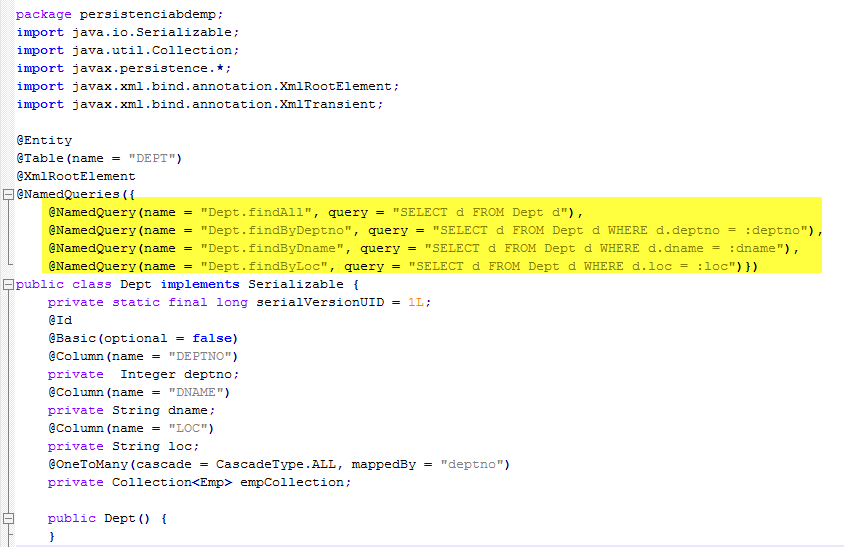 package persistenciabdemp;
import java.io.Serializable;
import java.util.Collection;
import javax.persistence.*;
import javax.xml.bind.annotation.XmlRootElement;
import javax.xml.bind.annotation.XmlTransient;
@Entity
@Table(name = "DEPT")
@XmlRootElement
@NamedQueries({
@NamedQuery(name = "Dept.findAll", query = "SELECT d FROM Dept d"),
@NamedQuery(name = "Dept.findByDeptno", query = "SELECT d FROM Dept d WHERE d.deptno = :deptno"),
@NamedQuery(name = "Dept.findByDname", query = "SELECT d FROM Dept d WHERE d.dname = :dname"),
@NamedQuery(name = "Dept.findByLoc", query = "SELECT d FROM Dept d WHERE d.loc = :loc")})
public class Dept implements Serializable {
private static final long serialVersionUID = 1L;
@Id
@Basic(optional = false)
@Column(name = "DEPTNO")
private  Integer deptno;
@Column(name = "DNAME")
private String dname;
@Column(name = "LOC")
private String loc;
@OneToMany(cascade = CascadeType.ALL, mappedBy = "deptno")
private Collection<Emp> empCollection;
public Dept() {
}